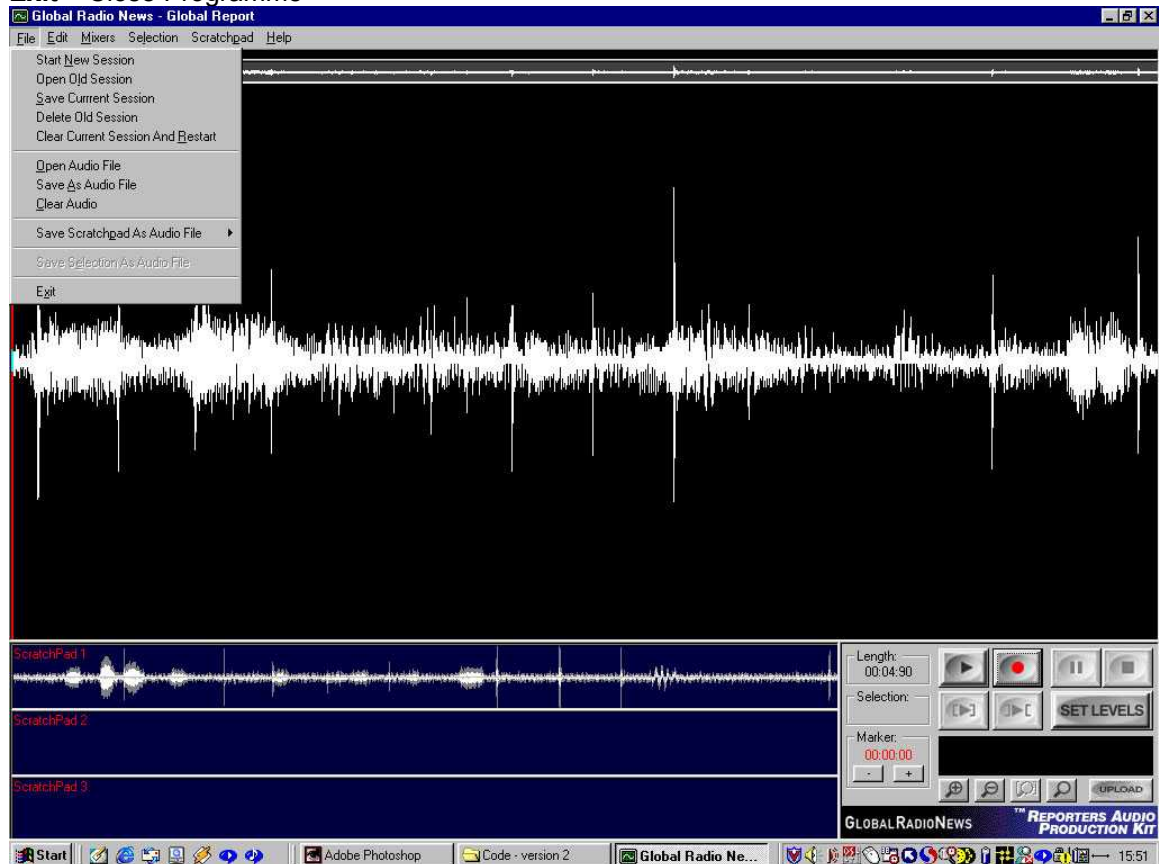 Exit – Close Programme
Global Radio News - Global Report
File Edit Mixers Selection Scratchpad Help
Start New Session
Open Old Session
Save Currrent Session
Delete Old Session
Clear Current Session And Restart
Open Audio File
Save As Audio File
Clear Audio
Save Scratchpad As Audio File
Save Selection As Audio File
Exit
ScratchPad 1
ScratchPad 2
ScratchPad 3
Length:
00:04:90
Selection:
SET LEVELS
Marker:
00:00:00
- +
UPLOAD
GLOBALRADIONEWS ™ REPORTERS AUDIO
PRODUCTION KIT
Start Adobe Photoshop Code - version 2 Global Radio Ne... 15:51